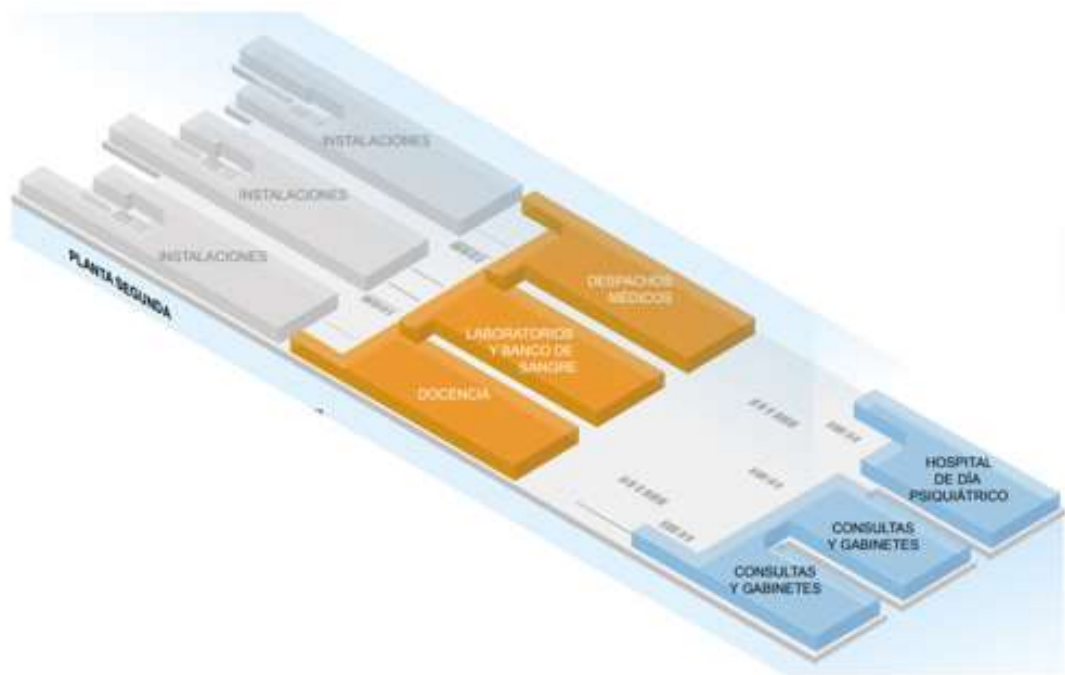 INSTALACIONES
INSTALACIONES
INSTALACIONES
PLANTA SEGUNDA
DESPACHOS
MÉDICOS
LABORATORIOS
Y BANCO DE
SANGRE
DOCENCIA
HOSPITAL
DE DÍA
PSIQUIÁTRICO
CONSULTAS
Y GABINETES
CONSULTAS
Y GABINETES